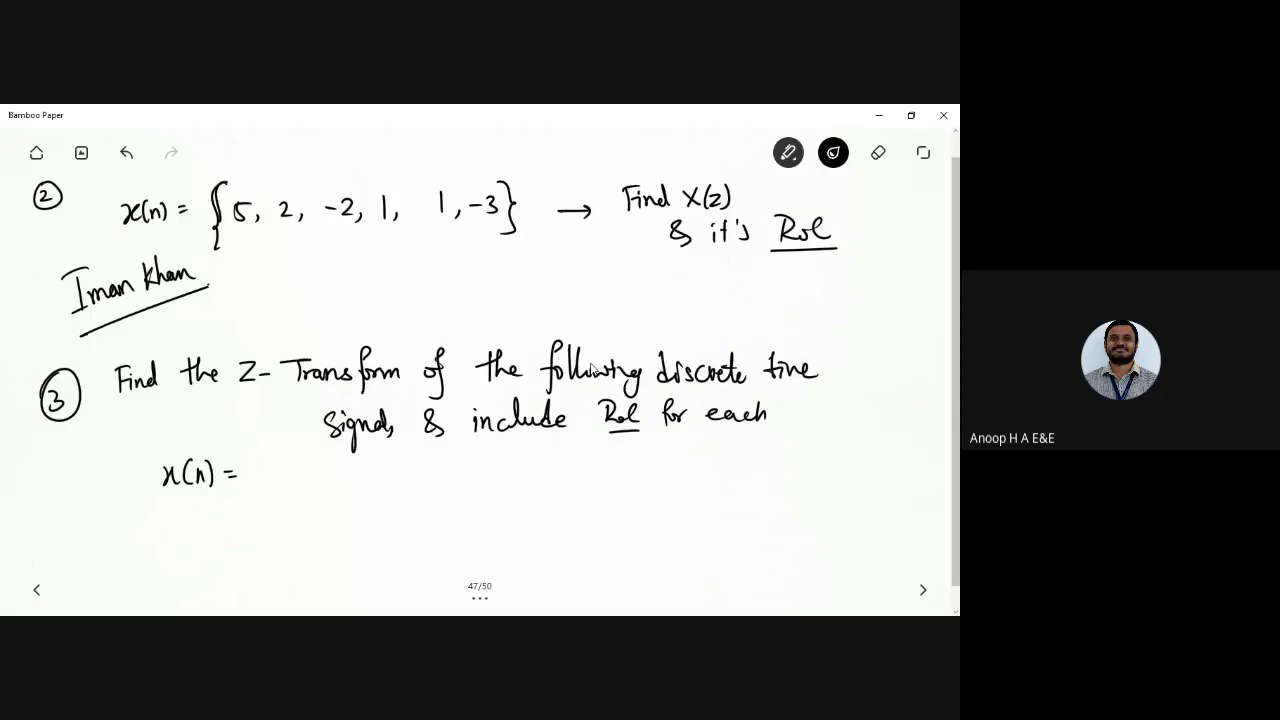 Bamboo Paper
② x(n) = {5, 2, -2, 1, 1, -3} → Find X(z)
& it's RoC
Iman Khan
③ Find the Z-Transform of the following discrete time
signals & include RoC for each
x(n) =
Anoop H A E&E
47/50